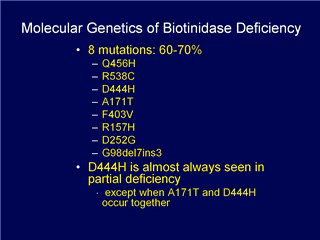 Molecular Genetics of Biotinidase Deficiency
• 8 mutations: 60-70%
– Q456H
– R538C
– D444H
– A171T
– F403V
– R157H
– D252G
– G98del7ins3
• D444H is almost always seen in
partial deficiency
· except when A171T and D444H
occur together